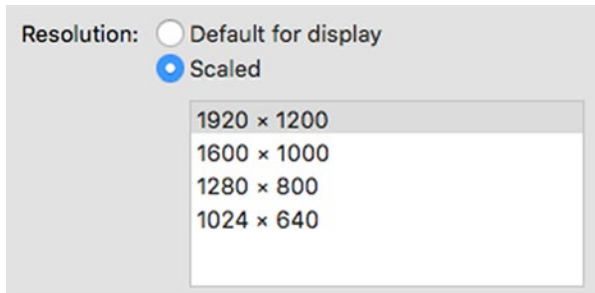 Resolution: Default for display
Scaled
1920 × 1200
1600 × 1000
1280 × 800
1024 × 640